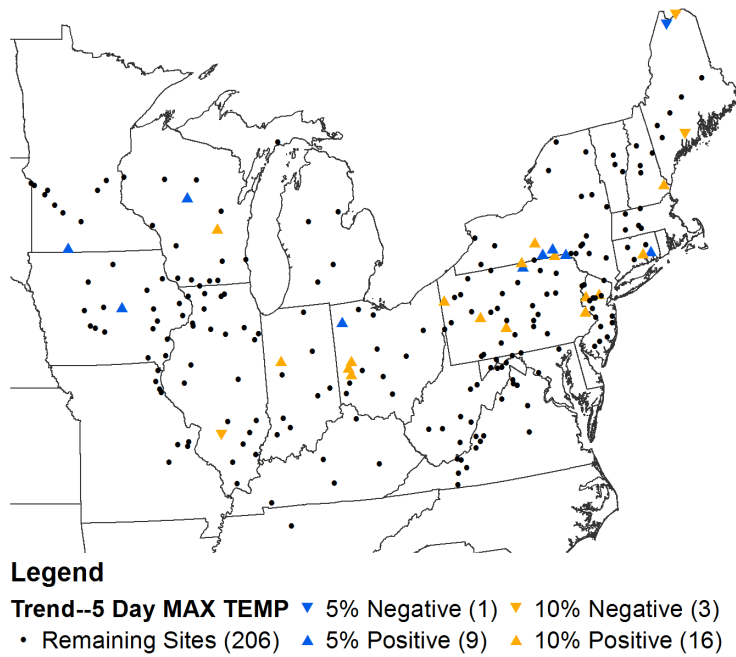 Legend
Trend--5 Day MAX TEMP ▼ 5% Negative (1) ▼ 10% Negative (3)
• Remaining Sites (206) ▲ 5% Positive (9) ▲ 10% Positive (16)